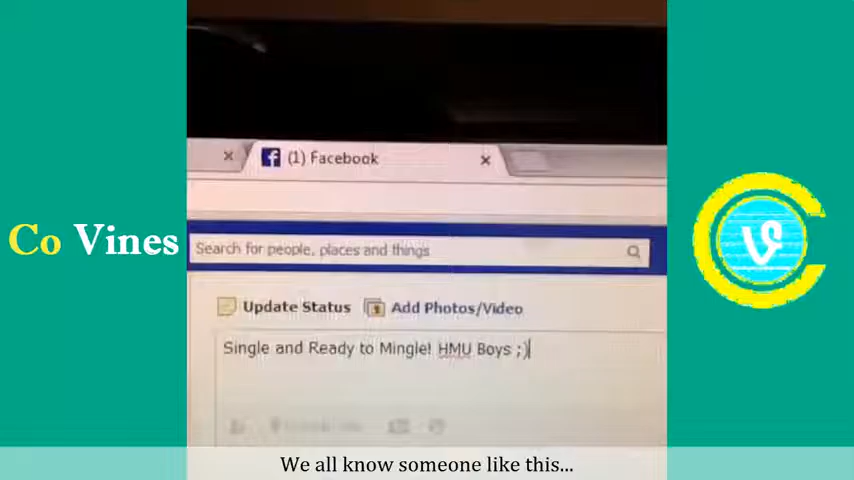 (1) Facebook
Co Vines
Search for people, places and things
Update Status Add Photos/Video
Single and Ready to Mingle! HMU Boys ;)
We all know someone like this...